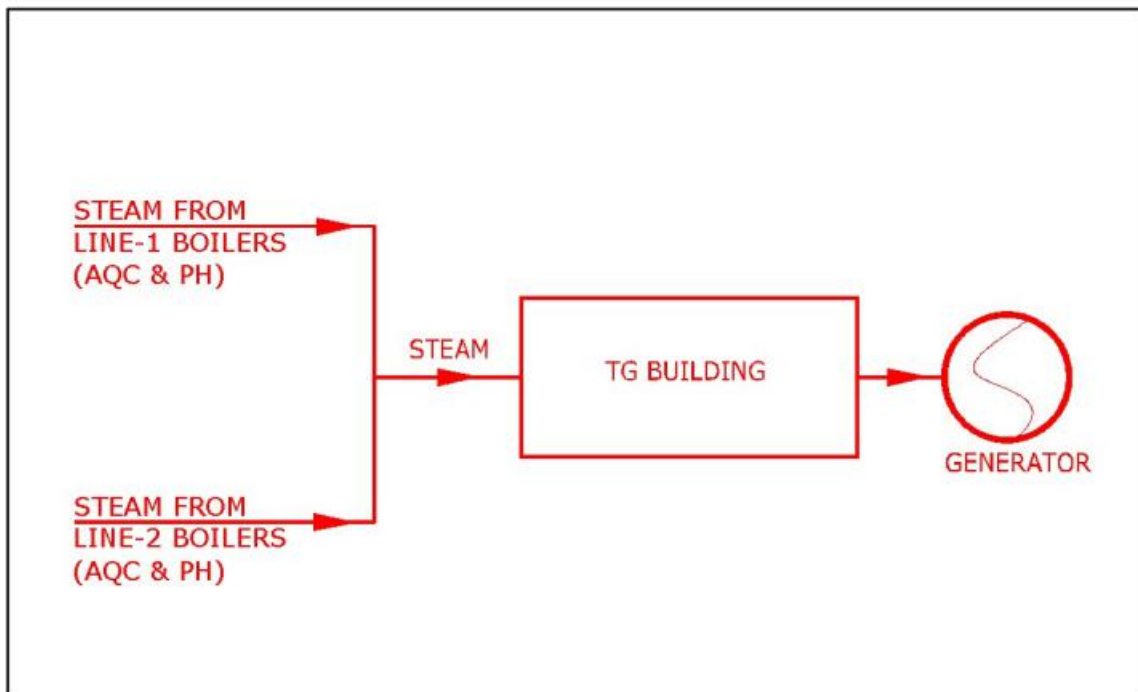 STEAM FROM
LINE-1 BOILERS
(AQC & PH)
STEAM
TG BUILDING
GENERATOR
STEAM FROM
LINE-2 BOILERS
(AQC & PH)